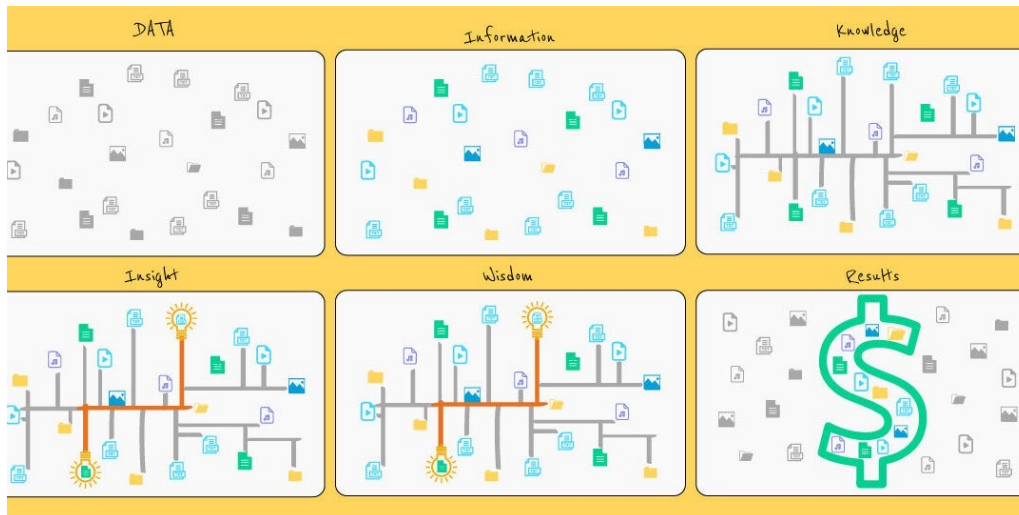 DATA
Information
Knowledge
Insight
Wisdom
Results